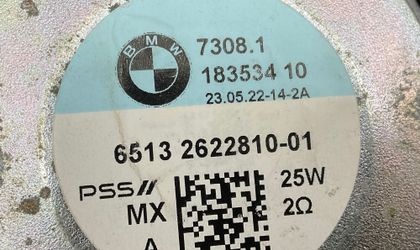 BMW
7308.1
183534 10
23.05.22-14-2A
6513 2622810-01
PSS//
MX
25W
2Ω
A